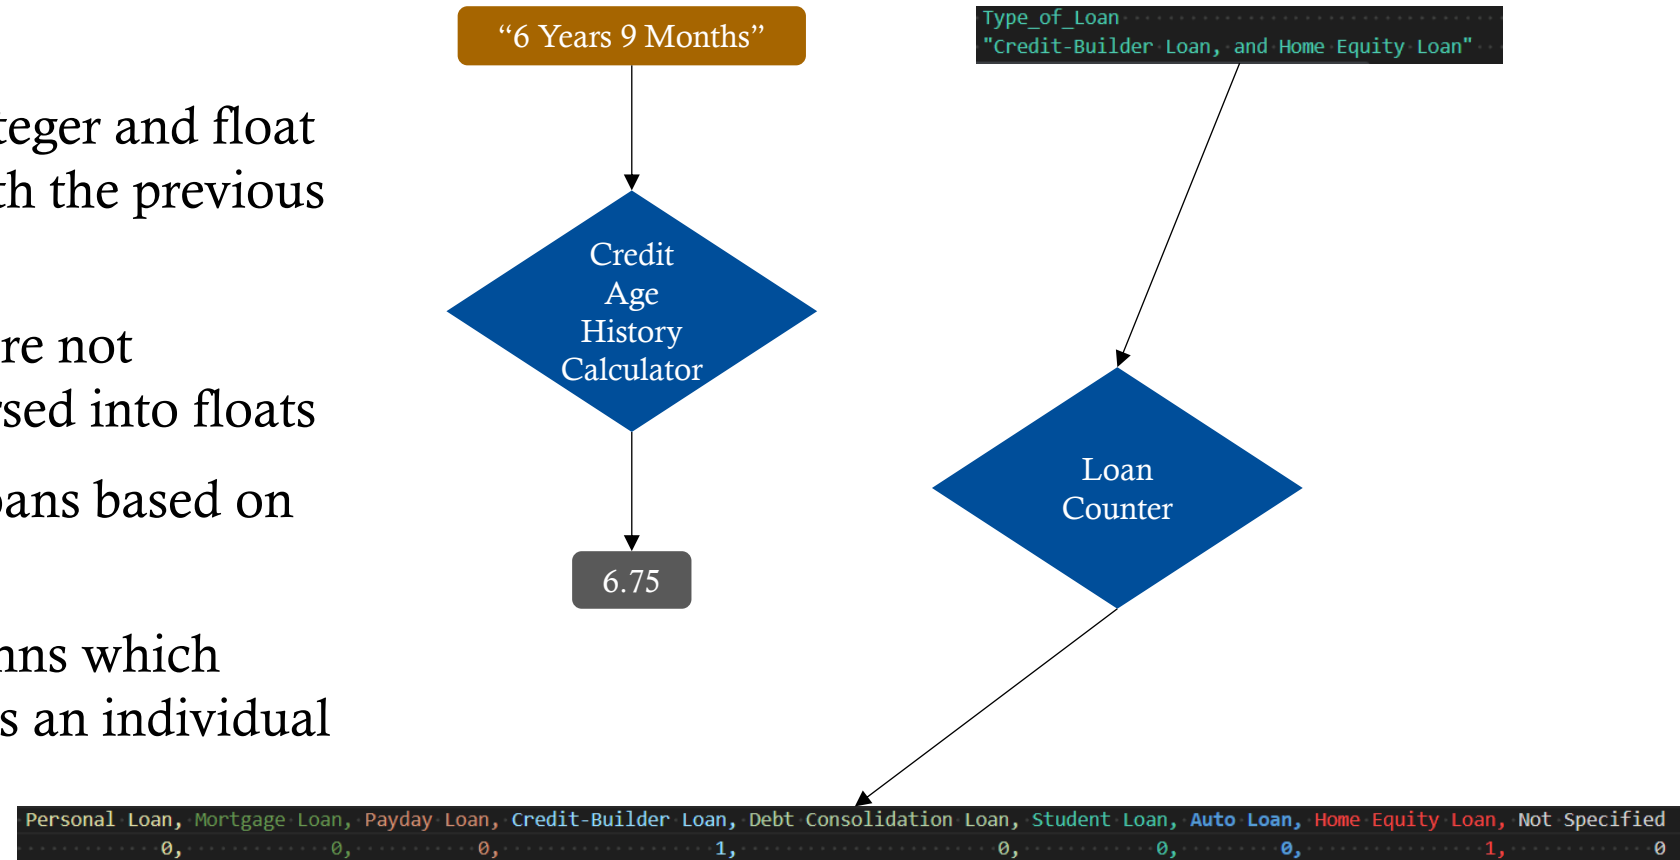 “6 Years 9 Months”
Type_of_Loan
"Credit-Builder Loan, and Home Equity Loan"
teger and float
th the previous
re not
rsed into floats
oans based on
nns which
s an individual
Credit
Age
History
Calculator
6.75
Loan
Counter
Personal Loan, Mortgage Loan, Payday Loan, Credit-Builder Loan, Debt Consolidation Loan, Student Loan, Auto Loan, Home Equity Loan, Not Specified
0, 0, 0, 1, 0, 0, 0, 1, 0